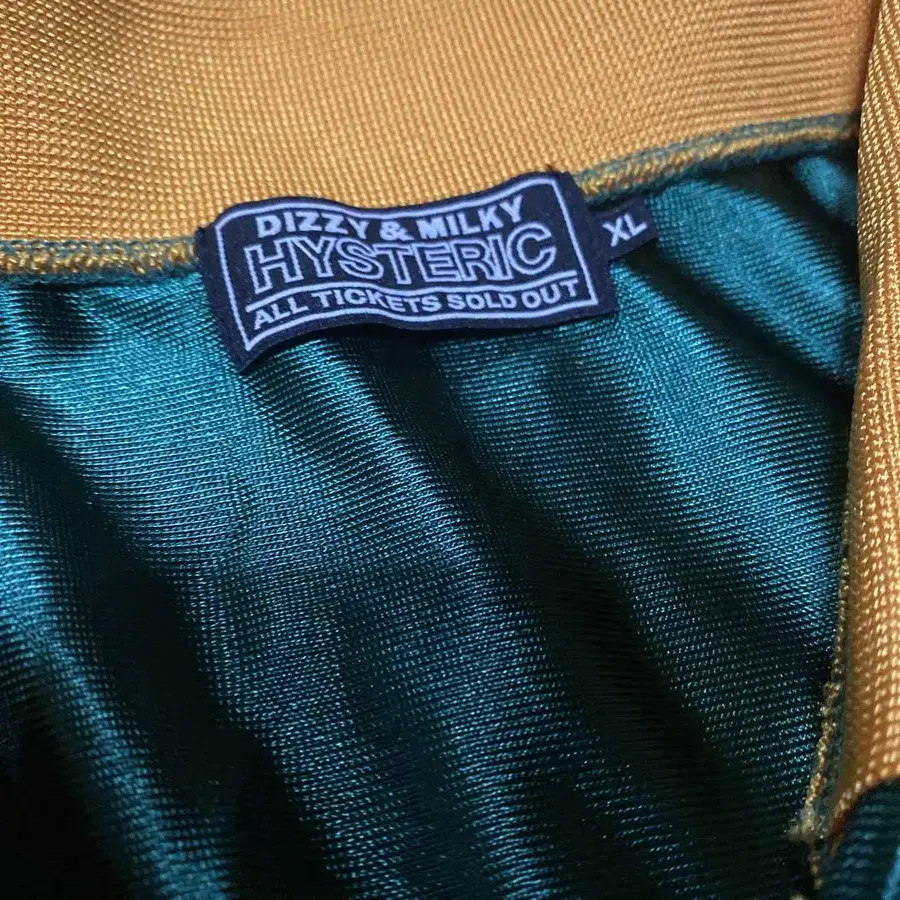 DIZZY & MILKY
HYSTERIC
ALL TICKETS SOLD OUT
XL